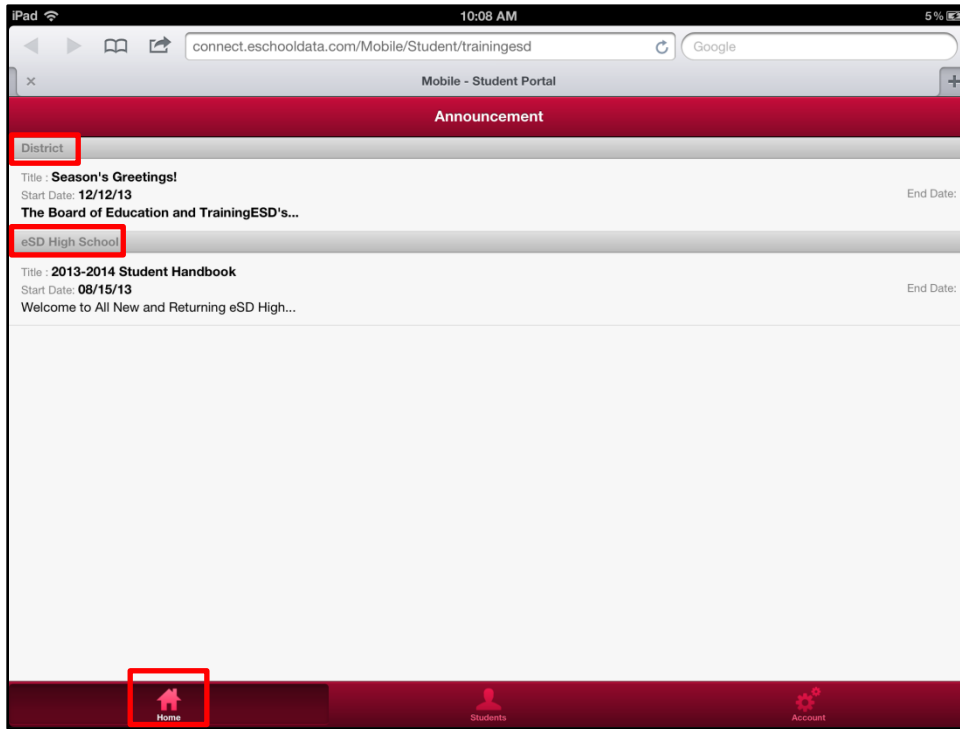 iPad 10:08 AM 5%
connect.eschooldata.com/Mobile/Student/trainingesd Google
Mobile - Student Portal
Announcement
District
Title : Season's Greetings!
Start Date: 12/12/13 End Date:
The Board of Education and TrainingESD's...
eSD High School
Title : 2013-2014 Student Handbook
Start Date: 08/15/13 End Date:
Welcome to All New and Returning eSD High...
Home Students Account